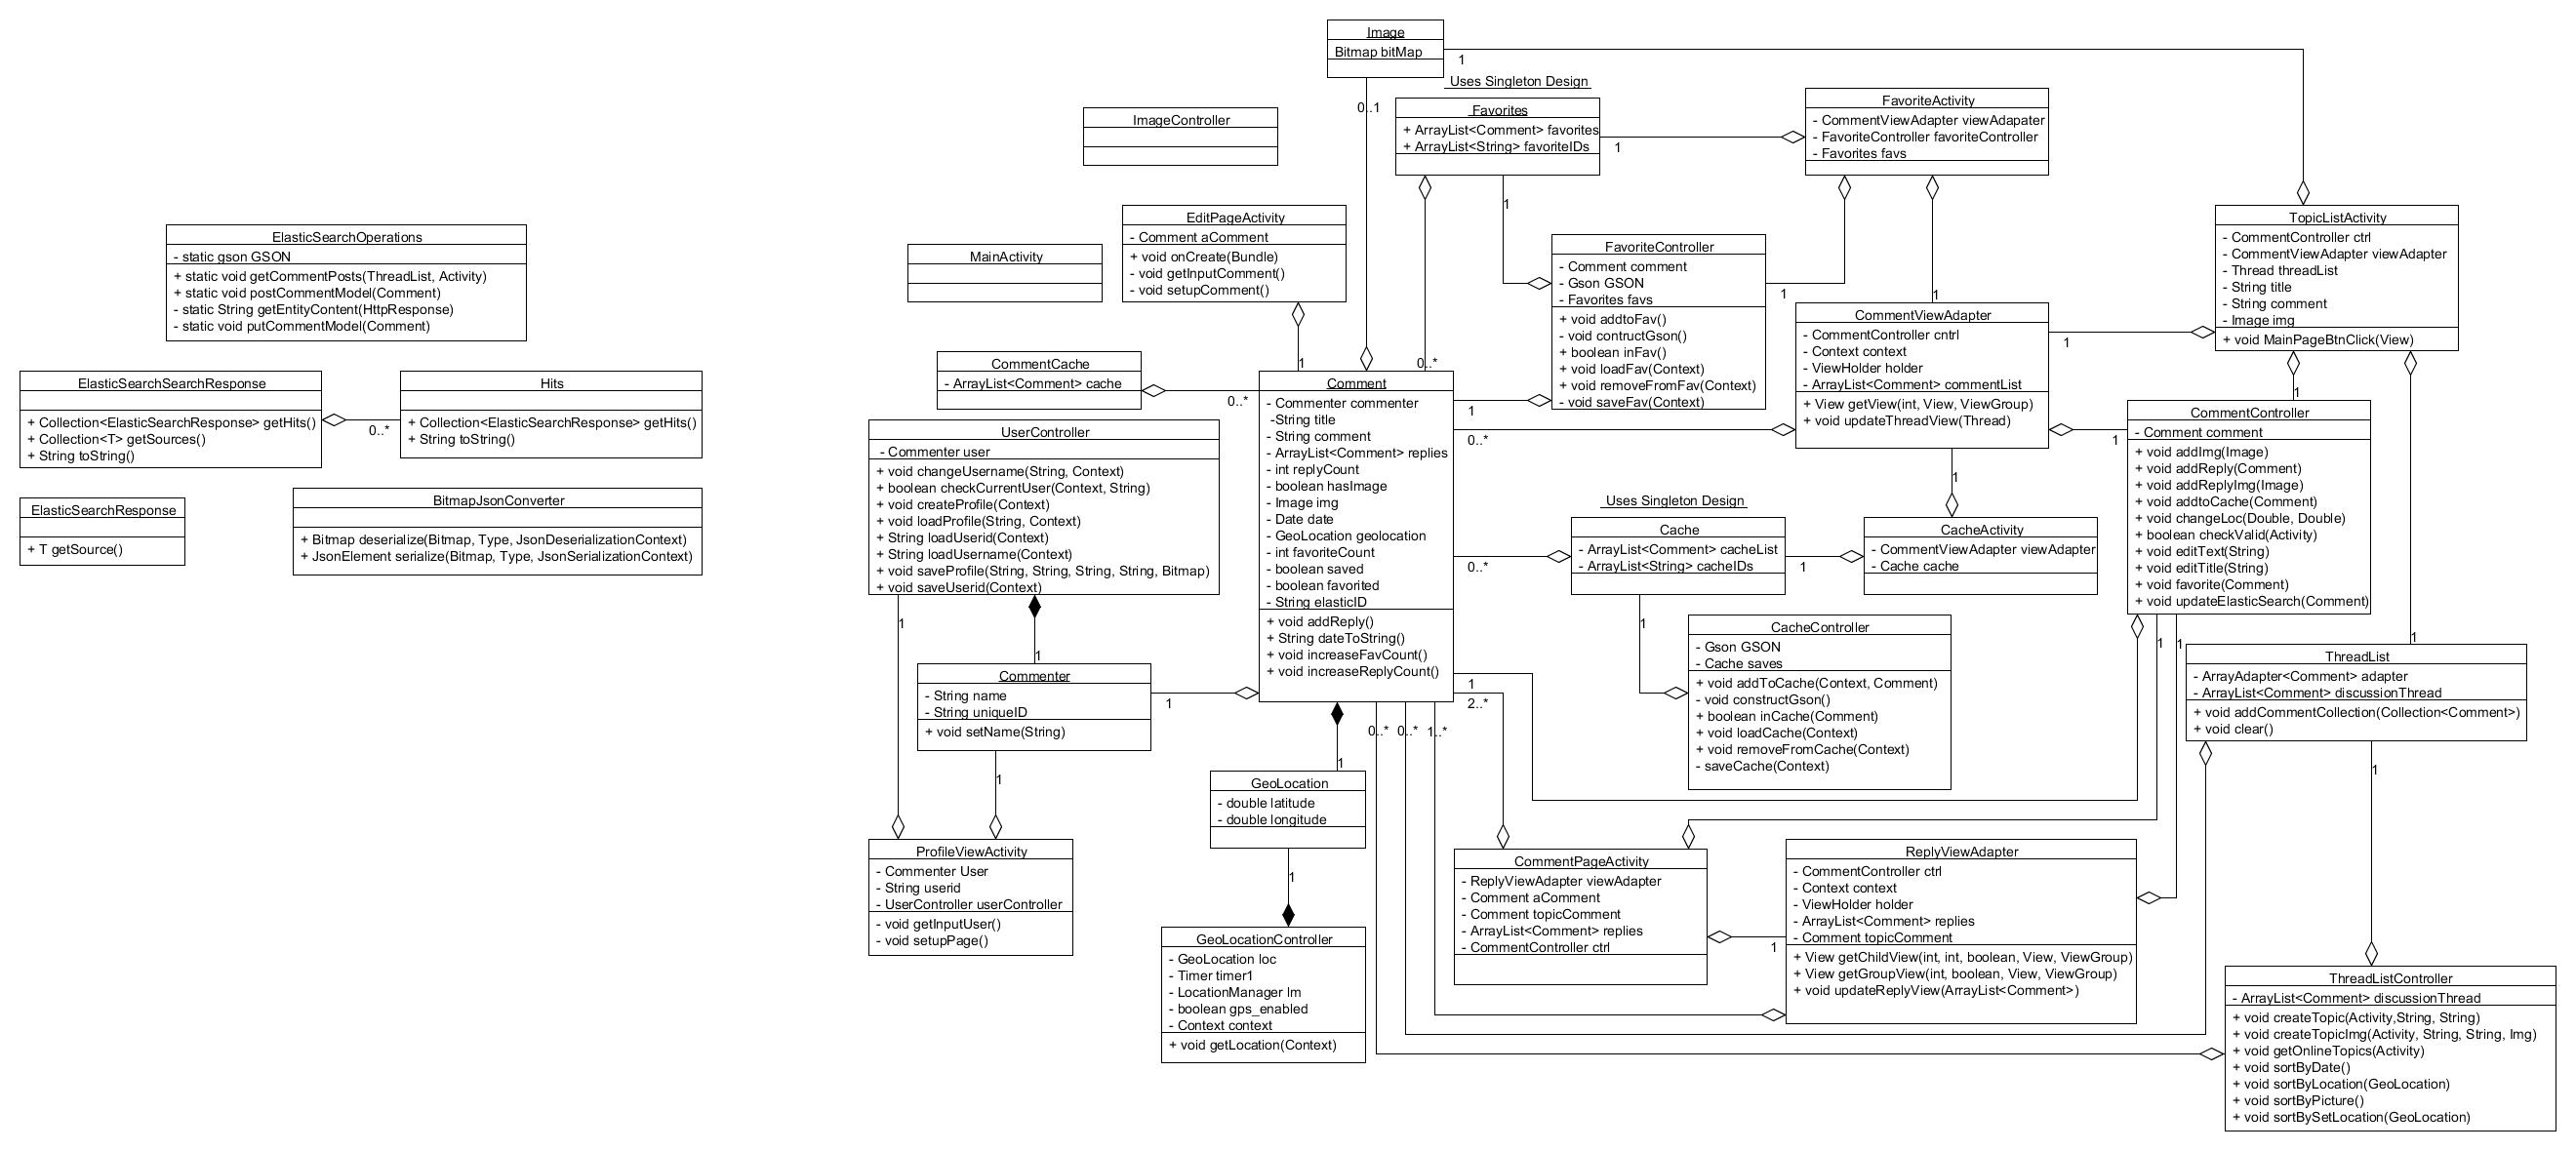 Image
Bitmap bitMap
1
0..1
Uses Singleton Design
Favorites
+ ArrayList<Comment> favorites
+ ArrayList<String> favoriteIDs
1
1
0..*
FavoriteActivity
- CommentViewAdapter viewAdapater
- FavoriteController favoriteController
- Favorites favs
1
1
ImageController
EditPageActivity
- Comment aComment
+ void onCreate(Bundle)
- void getInputComment()
- void setupComment()
1
MainActivity
ElasticSearchOperations
- static gson GSON
+ static void getCommentPosts(ThreadList, Activity)
+ static void postCommentModel(Comment)
- static String getEntityContent(HttpResponse)
- static void putCommentModel(Comment)
ElasticSearchSearchResponse
+ Collection<ElasticSearchResponse> getHits()
+ Collection<T> getSources()
+ String toString()
0..*
Hits
+ Collection<ElasticSearchResponse> getHits()
+ String toString()
ElasticSearchResponse
+ T getSource()
BitmapJsonConverter
+ Bitmap deserialize(Bitmap, Type, JsonDeserializationContext)
+ JsonElement serialize(Bitmap, Type, JsonSerializationContext)
FavoriteController
- Comment comment
- Gson GSON
- Favorites favs
+ void addtoFav()
- void contructGson()
+ boolean inFav()
+ void loadFav(Context)
+ void removeFromFav(Context)
- void saveFav(Context)
TopicListActivity
- CommentController ctrl
- CommentViewAdapter viewAdapter
- Thread threadList
- String title
- String comment
- Image img
+ void MainPageBtnClick(View)
CommentViewAdapter
- CommentController cntrl
- Context context
- ViewHolder holder
- ArrayList<Comment> commentList
+ View getView(int, View, ViewGroup)
+ void updateThreadView(Thread)
1
1
1
1
CommentCache
- ArrayList<Comment> cache
0..*
Comment
- Commenter commenter
-String title
- String comment
- ArrayList<Comment> replies
- int replyCount
- boolean hasImage
- Image img
- Date date
- GeoLocation geolocation
- int favoriteCount
- boolean saved
- boolean favorited
- String elasticID
+ void addReply()
+ String dateToString()
+ void increaseFavCount()
+ void increaseReplyCount()
1
0..*
0..*
1
2..*
0..*
0..*
1..*
UserController
- Commenter user
+ void changeUsername(String, Context)
+ boolean checkCurrentUser(Context, String)
+ void createProfile(Context)
+ void loadProfile(String, Context)
+ String loadUserid(Context)
+ String loadUsername(Context)
+ void saveProfile(String, String, String, String, Bitmap)
+ void saveUserid(Context)
1
1
CommentController
- Comment comment
+ void addImg(Image)
+ void addReply(Comment)
+ void addReplyImg(Image)
+ void addtoCache(Comment)
+ void changeLoc(Double, Double)
+ boolean checkValid(Activity)
+ void editText(String)
+ void editTitle(String)
+ void favorite(Comment)
+ void updateElasticSearch(Comment)
1
1
1
Uses Singleton Design
Cache
- ArrayList<Comment> cacheList
- ArrayList<String> cacheIDs
1
1
CacheActivity
- CommentViewAdapter viewAdapter
- Cache cache
CacheController
- Gson GSON
- Cache saves
+ void addToCache(Context, Comment)
- void constructGson()
+ boolean inCache(Comment)
+ void loadCache(Context)
+ void removeFromCache(Context)
- saveCache(Context)
ThreadList
- ArrayAdapter<Comment> adapter
- ArrayList<Comment> discussionThread
+ void addCommentCollection(Collection<Comment>)
+ void clear()
1
Commenter
- String name
- String uniqueID
+ void setName(String)
1
1
GeoLocation
- double latitude
- double longitude
1
1
ProfileViewActivity
- Commenter User
- String userid
- UserController userController
- void getInputUser()
- void setupPage()
GeoLocationController
- GeoLocation loc
- Timer timer1
- LocationManager lm
- boolean gps_enabled
- Context context
+ void getLocation(Context)
CommentPageActivity
- ReplyViewAdapter viewAdapter
- Comment aComment
- Comment topicComment
- ArrayList<Comment> replies
- CommentController ctrl
1
ReplyViewAdapter
- CommentController ctrl
- Context context
- ViewHolder holder
- ArrayList<Comment> replies
- Comment topicComment
+ View getChildView(int, int, boolean, View, ViewGroup)
+ View getGroupView(int, boolean, View, ViewGroup)
+ void updateReplyView(ArrayList<Comment>)
ThreadListController
- ArrayList<Comment> discussionThread
+ void createTopic(Activity,String, String)
+ void createTopicImg(Activity, String, String, Img)
+ void getOnlineTopics(Activity)
+ void sortByDate()
+ void sortByLocation(GeoLocation)
+ void sortByPicture()
+ void sortBySetLocation(GeoLocation)